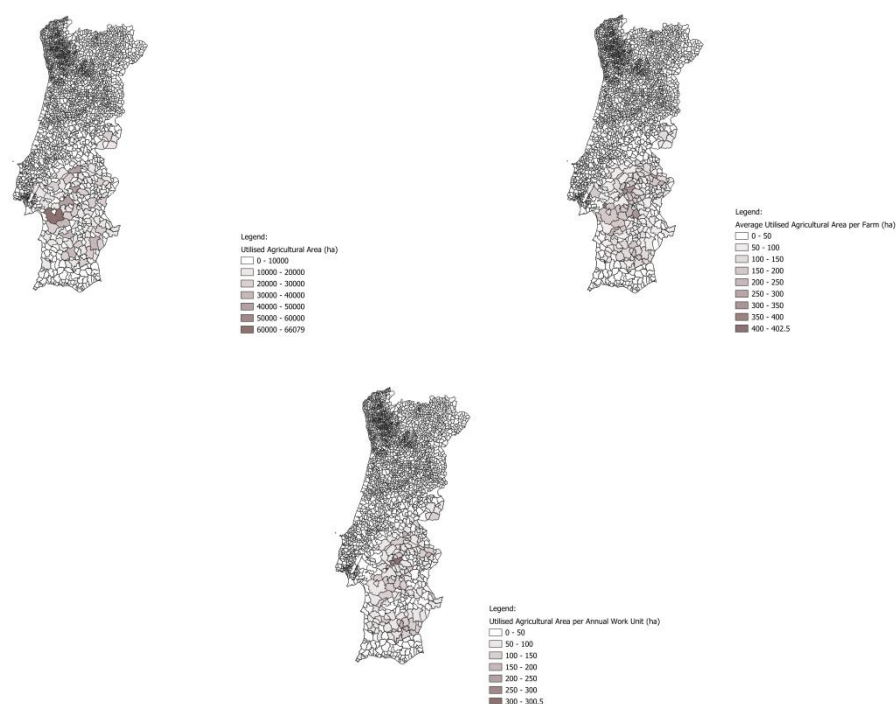 Legend:
Utilised Agricultural Area (ha)
0 - 10000
10000 - 20000
20000 - 30000
30000 - 40000
40000 - 50000
50000 - 60000
60000 - 66079
Legend:
Average Utilised Agricultural Area per Farm (ha)
0 - 50
50 - 100
100 - 150
150 - 200
200 - 250
250 - 300
300 - 350
350 - 400
400 - 402.5
Legend:
Utilised Agricultural Area per Annual Work Unit (ha)
0 - 50
50 - 100
100 - 150
150 - 200
200 - 250
250 - 300
300 - 300.5